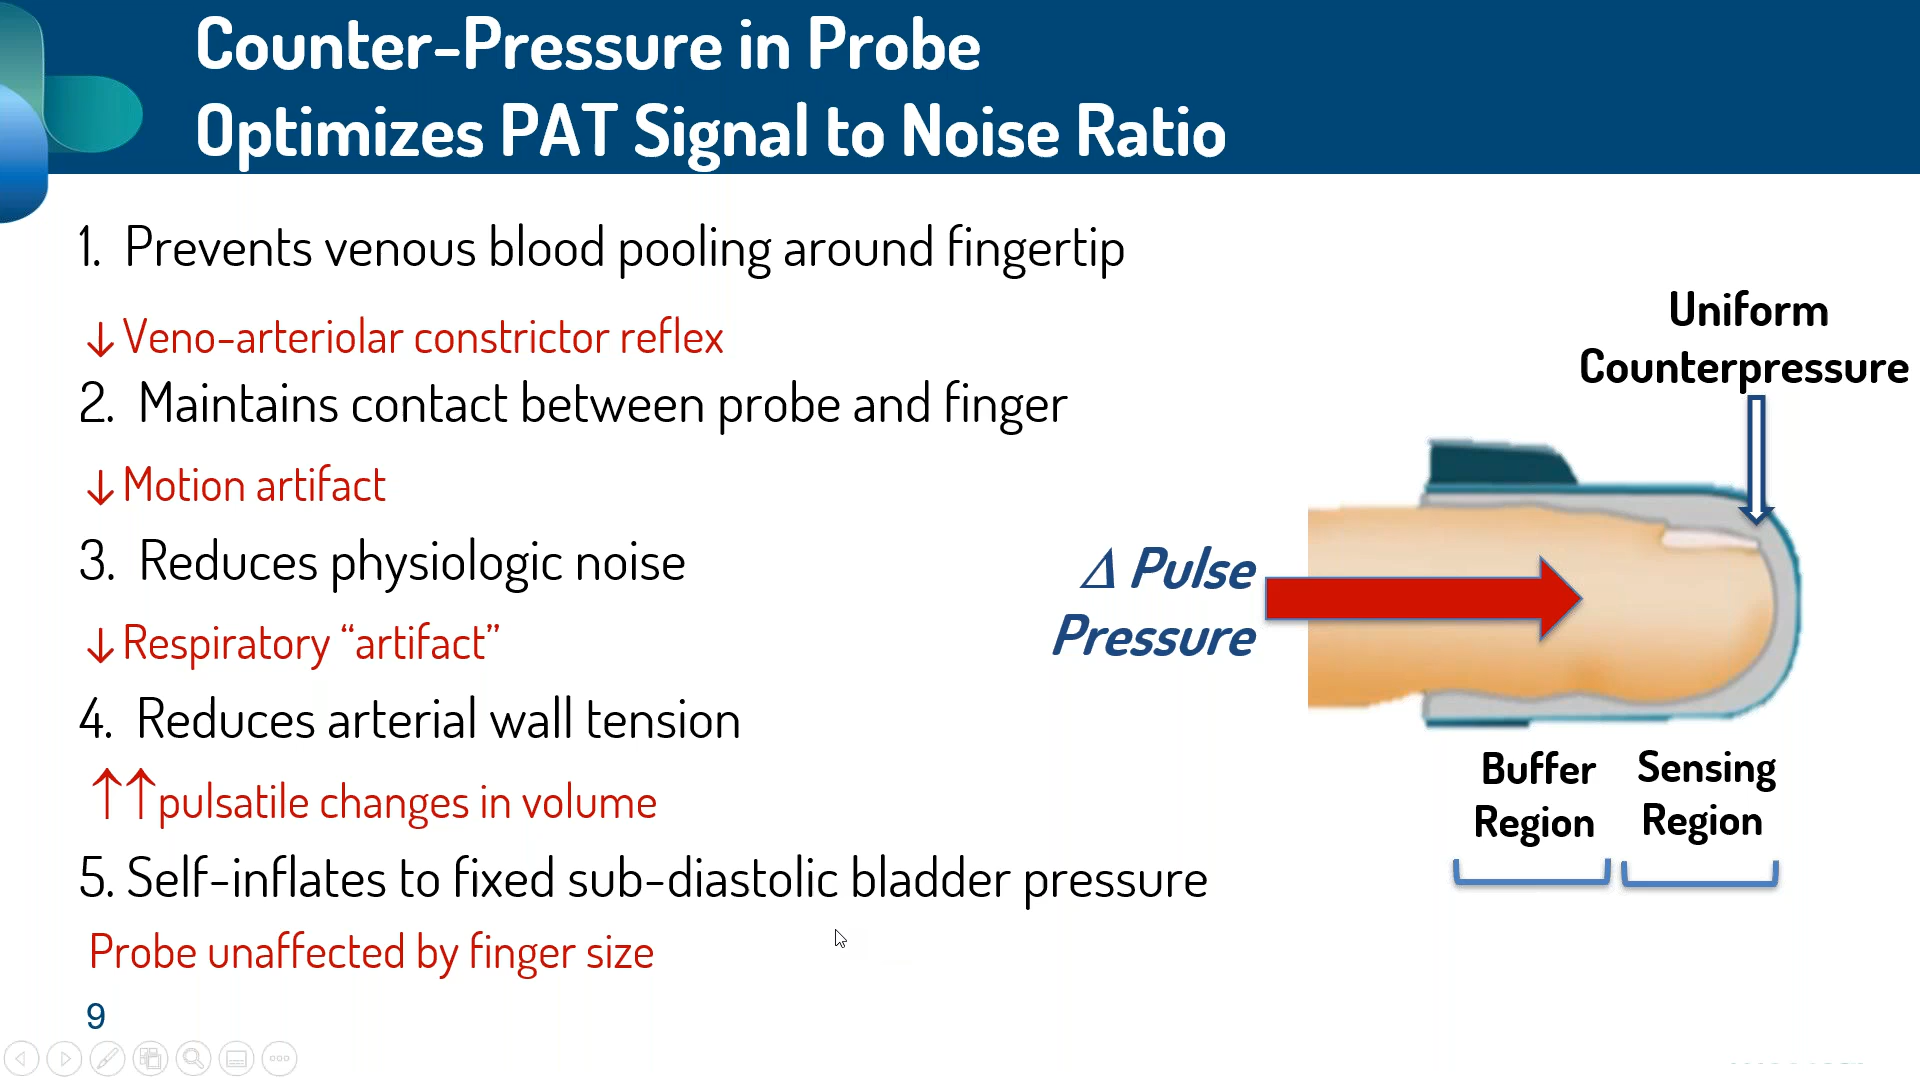 Counter-Pressure in Probe
Optimizes PAT Signal to Noise Ratio
1. Prevents venous blood pooling around fingertip
↓ Veno-arteriolar constrictor reflex
2. Maintains contact between probe and finger
↓ Motion artifact
3. Reduces physiologic noise
↓ Respiratory “artifact”
4. Reduces arterial wall tension
↑↑pulsatile changes in volume
5. Self-inflates to fixed sub-diastolic bladder pressure
Probe unaffected by finger size
9
Uniform
Counterpressure
Δ Pulse
Pressure
Buffer
Region
Sensing
Region